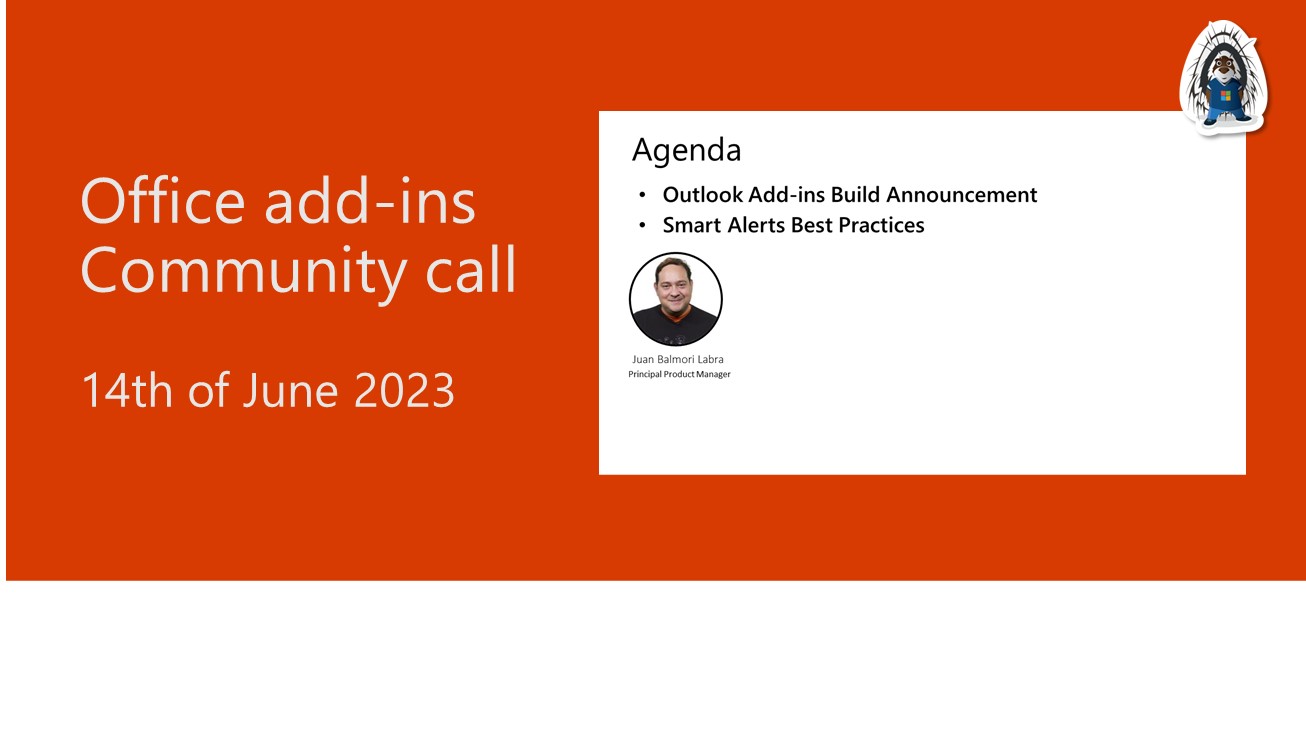 Office add-ins
Community call
14th of June 2023
Agenda
• Outlook Add-ins Build Announcement
• Smart Alerts Best Practices
Juan Balmori Labra
Principal Product Manager